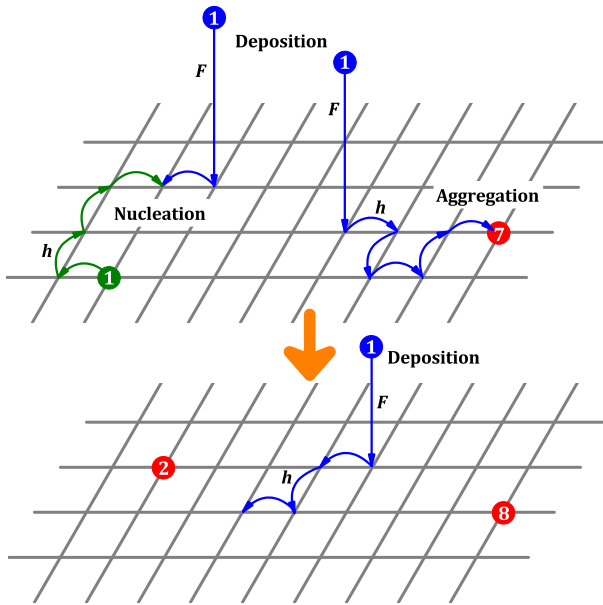 1
Deposition
F
1
F
Aggregation
h
Nucleation
7
h
1
1
Deposition
F
2
h
8